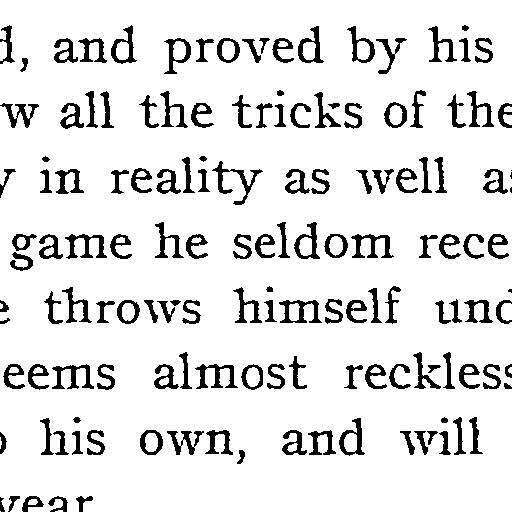 d, and proved by his
w all the tricks of the
y in reality as well as
game he seldom rece
e throws himself und
eems almost reckless
o his own, and will
year